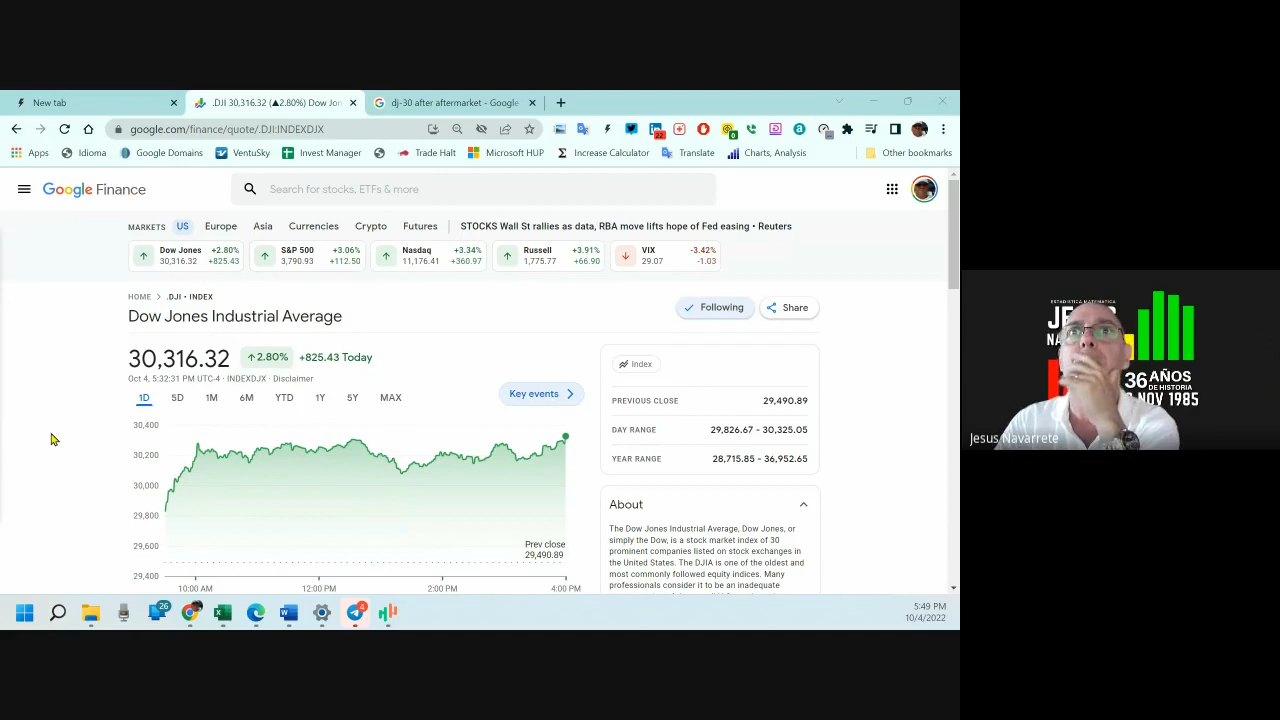 New tab
.DJI 30,316.32 (▲2.80%) Dow Jon
dj-30 after aftermarket - Google
google.com/finance/quote/.DJI:INDEXDJX
22
0
Apps
Idioma
Google Domains
VentuSky
Invest Manager
Trade Halt
Microsoft HUP
Increase Calculator
Translate
Charts, Analysis
Other bookmarks
Google Finance
Search for stocks, ETFs & more
MARKETS US Europe Asia Currencies Crypto Futures
STOCKS Wall St rallies as data, RBA move lifts hope of Fed easing • Reuters
Dow Jones +2.80%
30,316.32 +825.43
S&P 500 +3.06%
3,790.93 +112.50
Nasdaq +3.34%
11,176.41 +360.97
Russell +3.91%
1,775.77 +66.90
VIX -3.42%
29.07 -1.03
HOME > .DJI • INDEX
Dow Jones Industrial Average
Following
Share
30,316.32 ↑2.80% +825.43 Today
Oct 4, 5:32:31 PM UTC-4 · INDEXDJX · Disclaimer
1D 5D 1M 6M YTD 1Y 5Y MAX
Key events
30,400
30,200
30,000
29,800
29,600
29,400
Prev close
29,490.89
10:00 AM 12:00 PM 2:00 PM 4:00 PM
Index
PREVIOUS CLOSE 29,490.89
DAY RANGE 29,826.67 - 30,325.05
YEAR RANGE 28,715.85 - 36,952.65
About
The Dow Jones Industrial Average, Dow Jones, or
simply the Dow, is a stock market index of 30
prominent companies listed on stock exchanges in
the United States. The DJIA is one of the oldest and
most commonly followed equity indices. Many
professionals consider it to be an inadequate
26
4
5:49 PM
10/4/2022
ESTADISTICA MATEMATICA
36 AÑOS
DE HISTORIA
NOV 1985
Jesus Navarrete